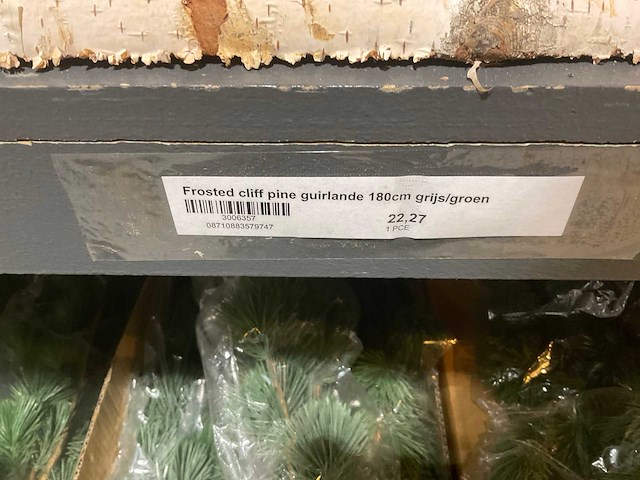 Frosted cliff pine guirlande 180cm grijs/groen
3006357
22,27
08710883579747
1 PCE